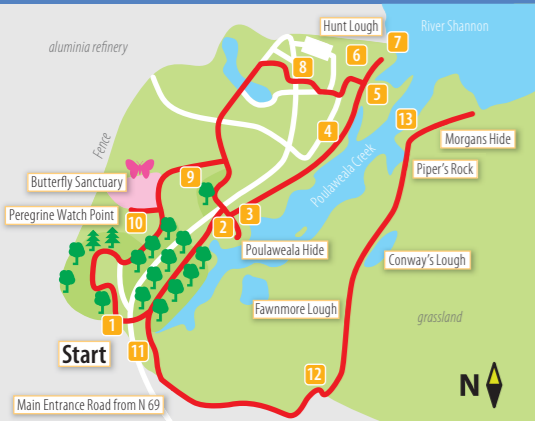 Hunt Lough
River Shannon
aluminia refinery
7
6
8
5
13
4
Fence
Morgans Hide
Poulaweala Creek
Piper's Rock
Butterfly Sanctuary
9
Peregrine Watch Point
10
2
3
Poulaweala Hide
Conway's Lough
Fawnmore Lough
grassland
1
Start
11
12
N
Main Entrance Road from N 69